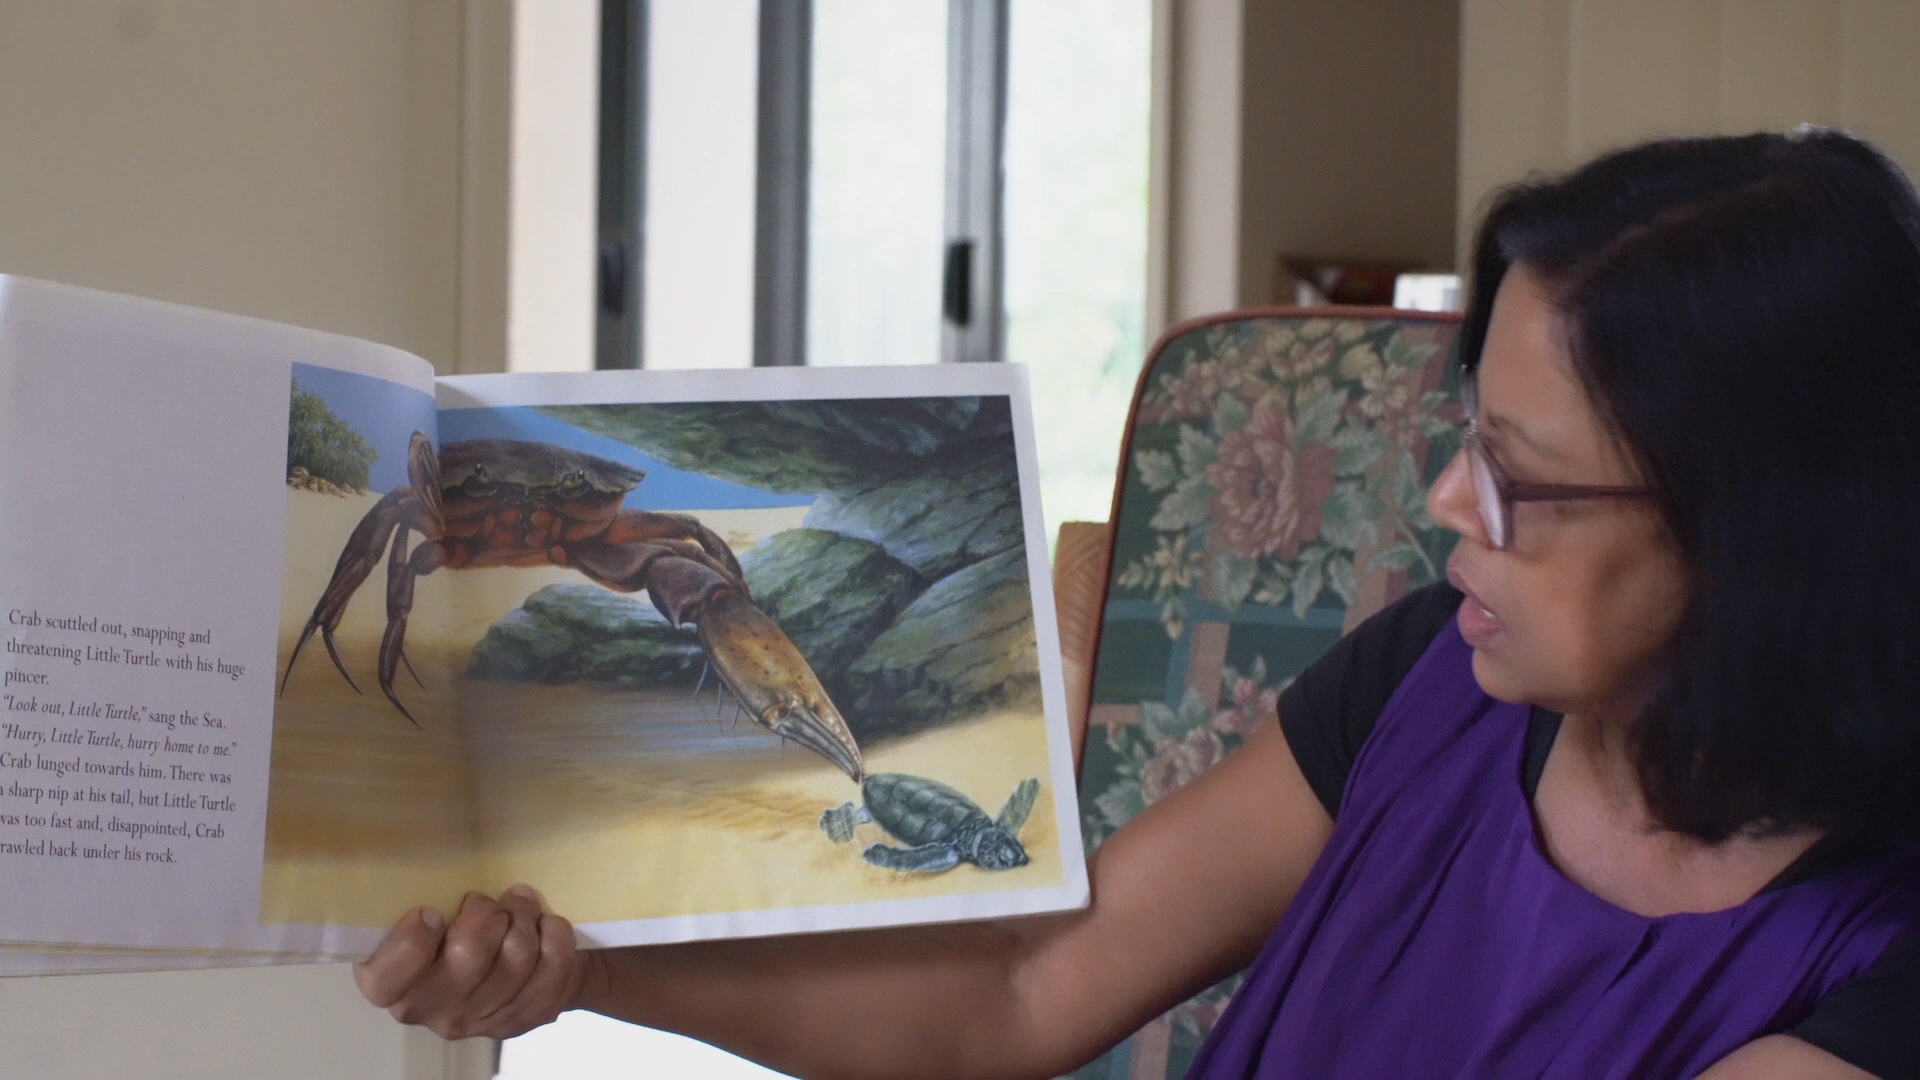 Crab scuttled out, snapping and
threatening Little Turtle with his huge
pincer.
“Look out, Little Turtle,” sang the Sea.
“Hurry, Little Turtle, hurry home to me.”
Crab lunged towards him. There was
a sharp nip at his tail, but Little Turtle
was too fast and, disappointed, Crab
rawled back under his rock.